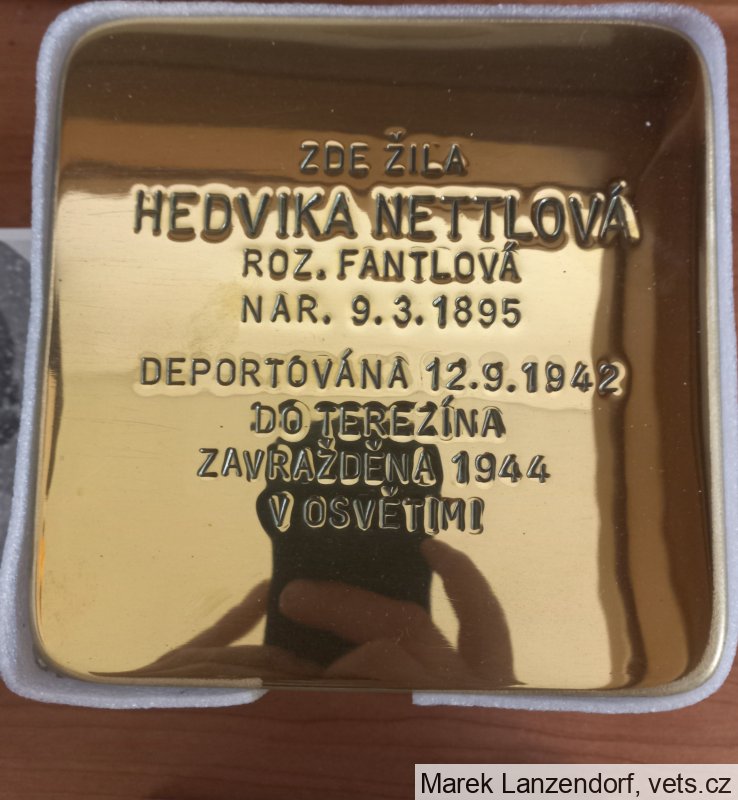 ZDE ŽILA
HEDVIKA NETTLOVÁ
ROZ. FANTLOVÁ
NAR. 9.3.1895
DEPORTOVÁNA 12.9.1942
DO TEREZÍNA
ZAVRAŽDĚNA 1944
V OSVĚTIMI
Marek Lanzendorf, vets.cz